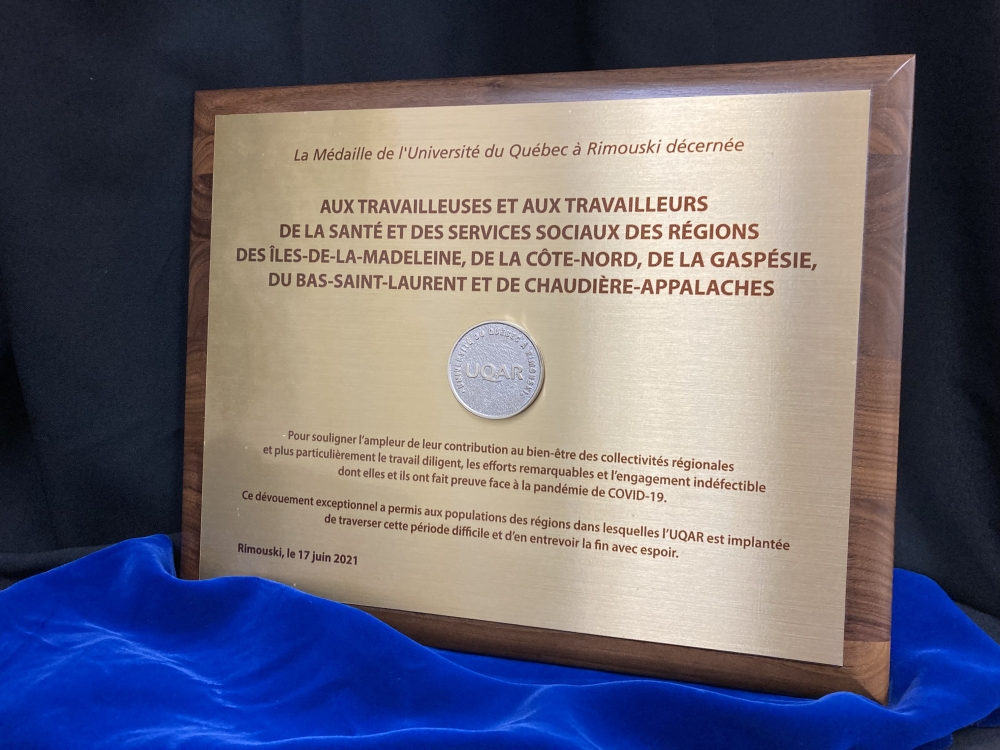 La Médaille de l'Université du Québec à Rimouski décernée
AUX TRAVAILLEUSES ET AUX TRAVAILLEURS
DE LA SANTÉ ET DES SERVICES SOCIAUX DES RÉGIONS
DES ÎLES-DE-LA-MADELEINE, DE LA CÔTE-NORD, DE LA GASPÉSIE,
DU BAS-SAINT-LAURENT ET DE CHAUDIÈRE-APPALACHES
UNIVERSITÉ DU QUÉBEC À RIMOUSKI
UQAR
Pour souligner l'ampleur de leur contribution au bien-être des collectivités régionales
et plus particulièrement le travail diligent, les efforts remarquables et l'engagement indéfectible
dont elles et ils ont fait preuve face à la pandémie de COVID-19.
Ce dévouement exceptionnel a permis aux populations des régions dans lesquelles l'UQAR est implantée
de traverser cette période difficile et d'en entrevoir la fin avec espoir.
Rimouski, le 17 juin 2021